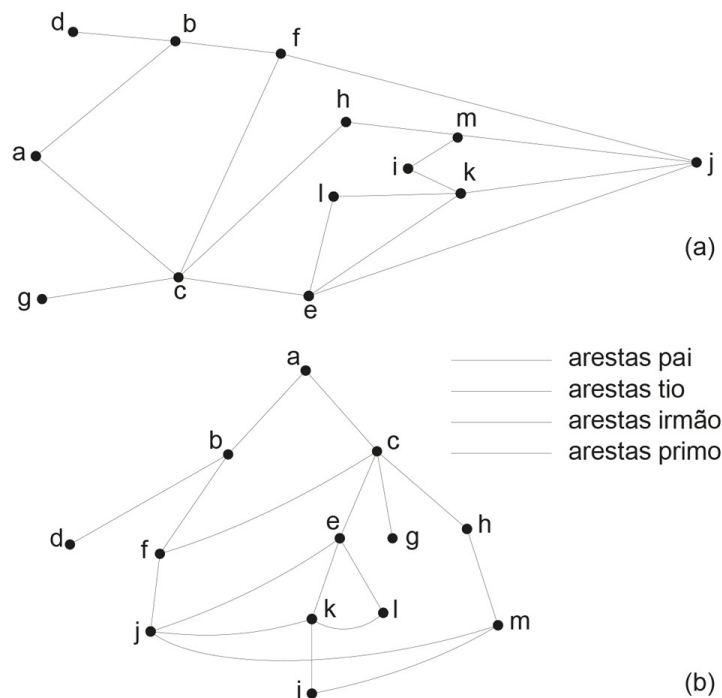 d
b
f
h
m
a
i
j
l
k
(a)
g
c
e
a
arestas pai
arestas tio
b
c
arestas irmão
arestas primo
d
f
e
g
h
j
k
l
m
i
(b)